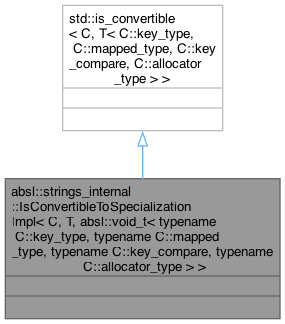 std::is_convertible
< C, T< C::key_type,
C::mapped_type, C::key
_compare, C::allocator
_type > >
absl::strings_internal
::IsConvertibleToSpecialization
Impl< C, T, absl::void_t< typename
C::key_type, typename C::mapped
_type, typename C::key_compare, typename
C::allocator_type > >